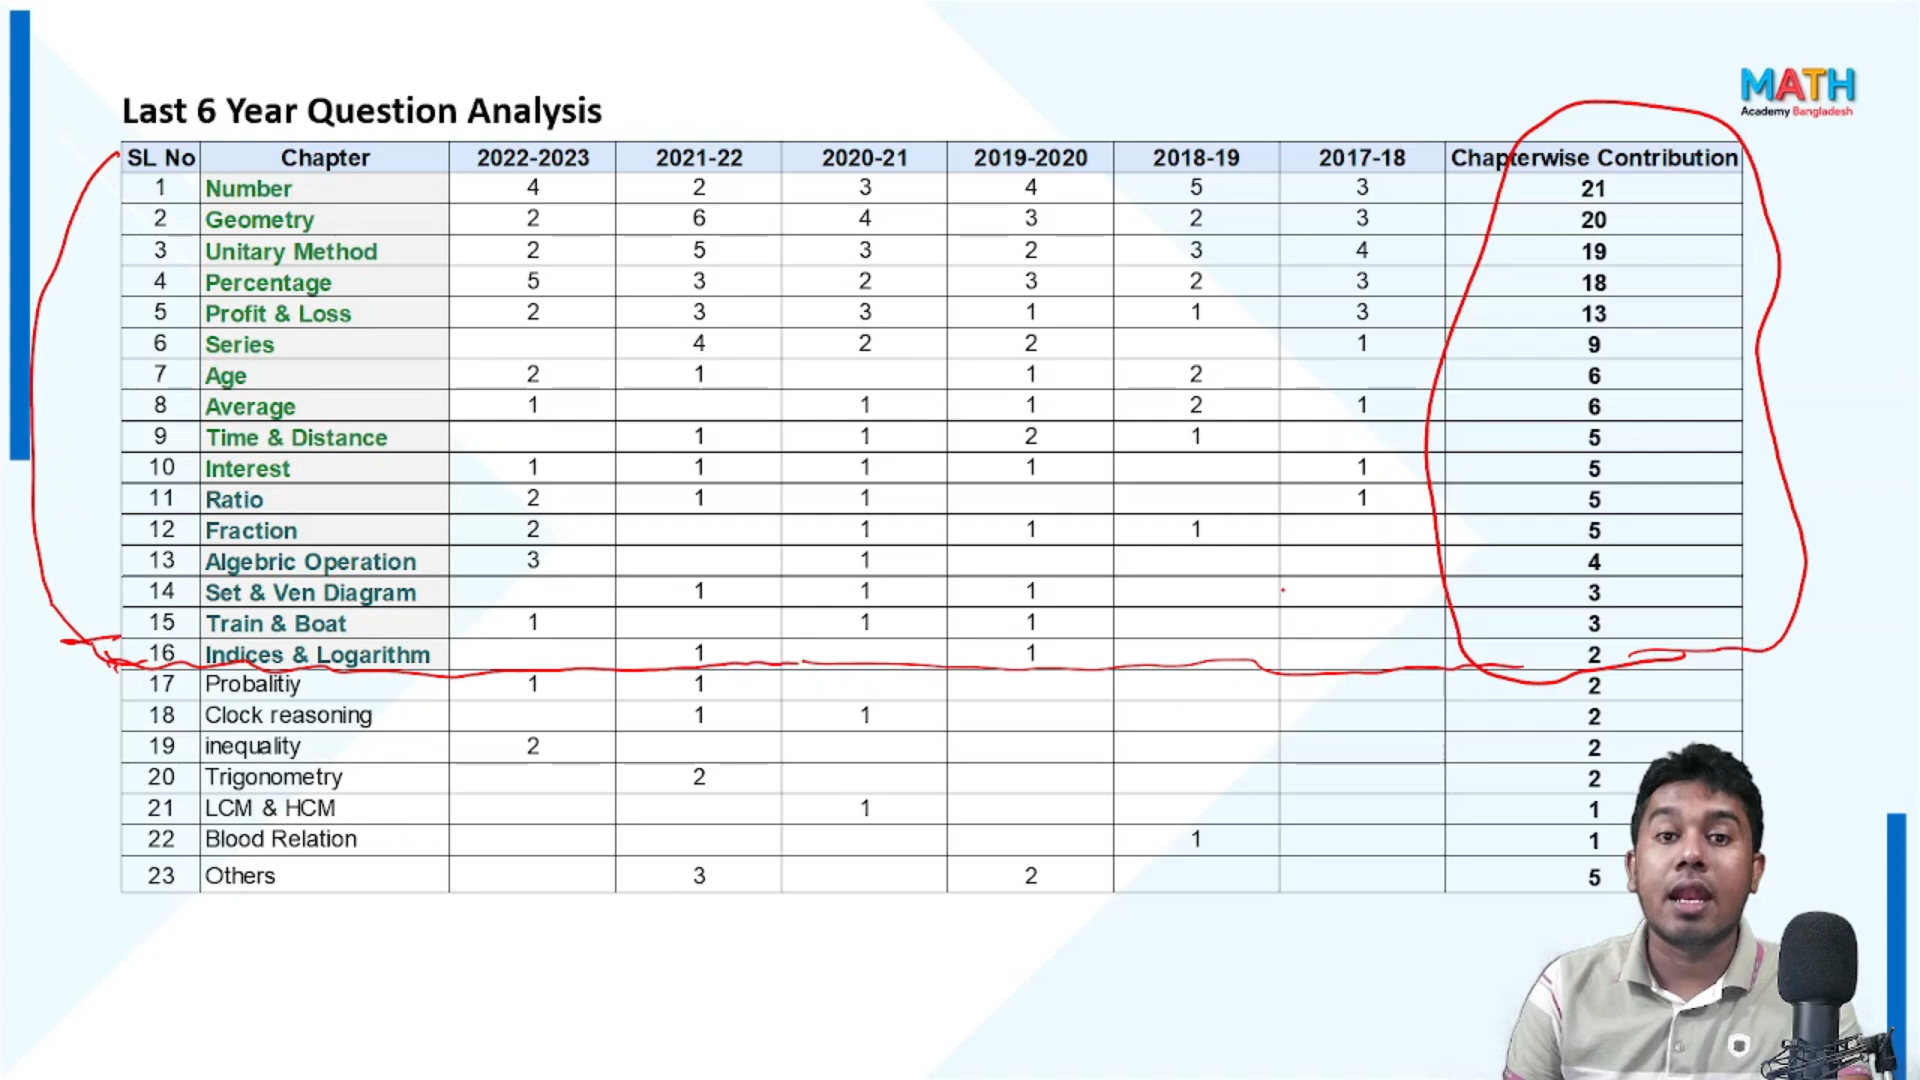 MATH
Academy Bangladesh
Last 6 Year Question Analysis
SL No Chapter 2022-2023 2021-22 2020-21 2019-2020 2018-19 2017-18 Chapterwise Contribution
1 Number 4 2 3 4 5 3 21
2 Geometry 2 6 4 3 2 3 20
3 Unitary Method 2 5 3 2 3 4 19
4 Percentage 5 3 2 3 2 3 18
5 Profit & Loss 2 3 3 1 1 3 13
6 Series 4 2 2 1 9
7 Age 2 1 1 2 6
8 Average 1 1 1 2 1 6
9 Time & Distance 1 1 2 1 5
10 Interest 1 1 1 1 1 5
11 Ratio 2 1 1 1 5
12 Fraction 2 1 1 1 5
13 Algebric Operation 3 1 4
14 Set & Ven Diagram 1 1 1 3
15 Train & Boat 1 1 1 3
16 Indices & Logarithm 1 1 2
17 Probalitiy 1 1 2
18 Clock reasoning 1 1 2
19 inequality 2 2
20 Trigonometry 2 2
21 LCM & HCM 1 1
22 Blood Relation 1 1
23 Others 3 2 5